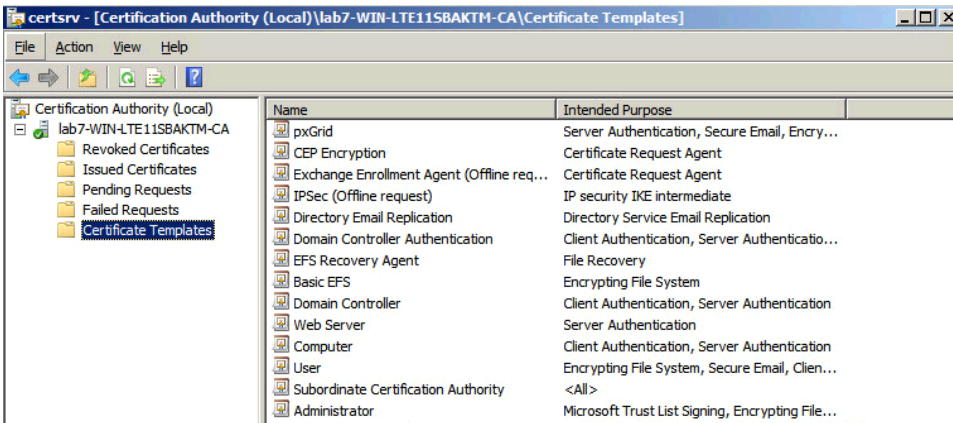 certsrv - [Certification Authority (Local)\lab7-WIN-LTE11SBAKTM-CA\Certificate Templates]
File Action View Help
Certification Authority (Local)
lab7-WIN-LTE11SBAKTM-CA
Revoked Certificates
Issued Certificates
Pending Requests
Failed Requests
Certificate Templates
Name Intended Purpose
pxGrid Server Authentication, Secure Email, Encry...
CEP Encryption Certificate Request Agent
Exchange Enrollment Agent (Offline req... Certificate Request Agent
IPSec (Offline request) IP security IKE intermediate
Directory Email Replication Directory Service Email Replication
Domain Controller Authentication Client Authentication, Server Authenticatio...
EFS Recovery Agent File Recovery
Basic EFS Encrypting File System
Domain Controller Client Authentication, Server Authentication
Web Server Server Authentication
Computer Client Authentication, Server Authentication
User Encrypting File System, Secure Email, Clien...
Subordinate Certification Authority <All>
Administrator Microsoft Trust List Signing, Encrypting File...